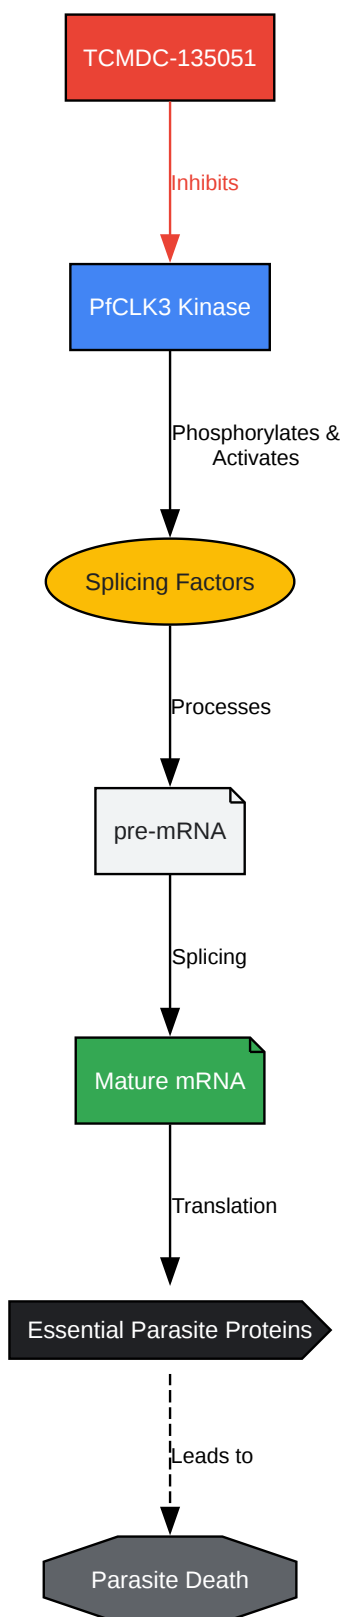 TCMDC-135051
Inhibits
PfCLK3 Kinase
Phosphorylates &
Activates
Splicing Factors
Processes
pre-mRNA
Splicing
Mature mRNA
Translation
Essential Parasite Proteins
Leads to
Parasite Death